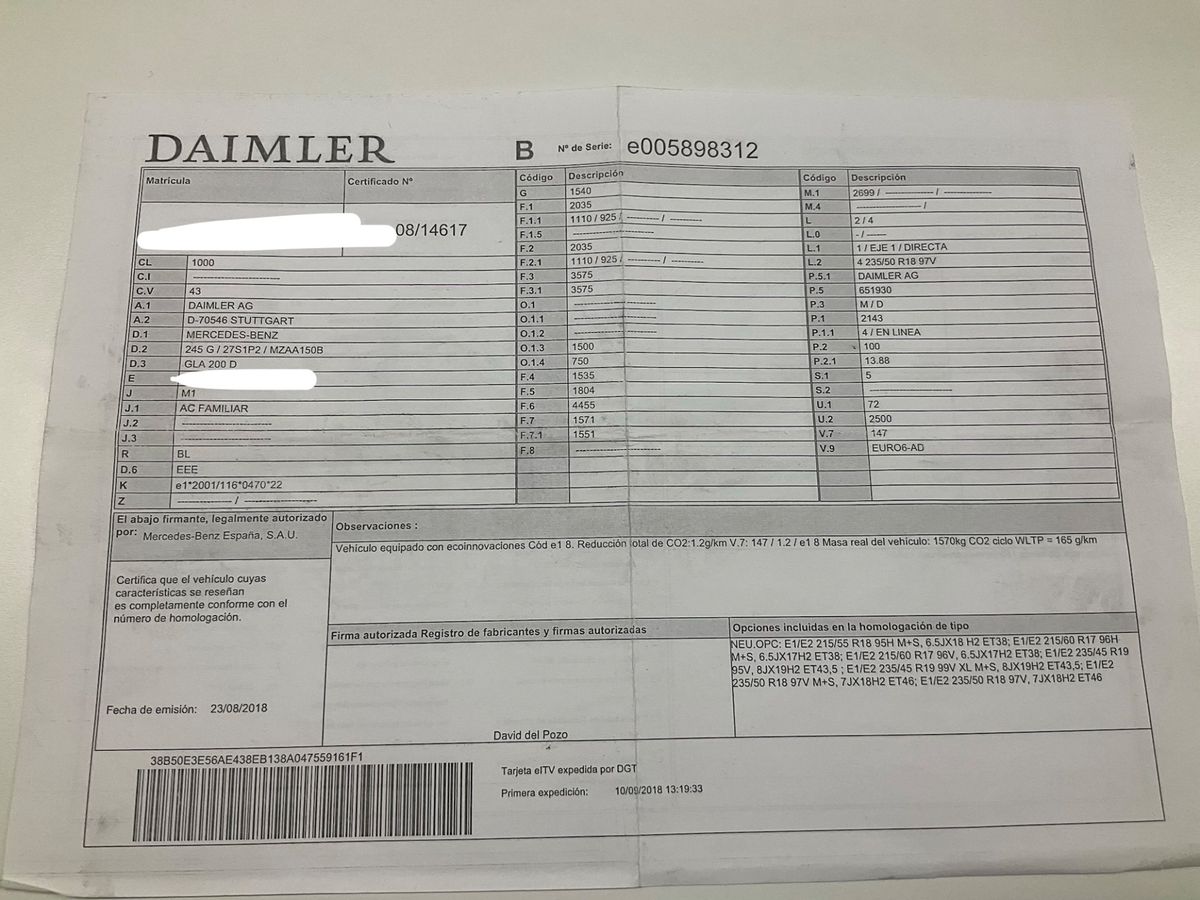 DAIMLER
B Nº de Serie: e005898312
Matrícula Certificado Nº
08/14617
CL 1000
C.I --------------------
C.V 43
A.1 DAIMLER AG
A.2 D-70546 STUTTGART
D.1 MERCEDES-BENZ
D.2 245 G / 27S1P2 / MZAA150B
D.3 GLA 200 D
E
J M1
J.1 AC FAMILIAR
J.2 --------------------
J.3 --------------------
R BL
D.6 EEE
K e1*2001/116*0470*22
Z ------------ / ----------------
Código Descripción
G 1540
F.1 2035
F.1.1 1110 / 925 / --------- / ---------
F.1.5 --------------------
F.2 2035
F.2.1 1110 / 925 / --------- / ---------
F.3 3575
F.3.1 3575
O.1 --------------------
O.1.1 --------------------
O.1.2 --------------------
O.1.3 1500
O.1.4 750
F.4 1535
F.5 1804
F.6 4455
F.7 1571
F.7.1 1551
F.8 --------------------
Código Descripción
M.1 2699 / ------------ / ------------
M.4 ---------------- /
L 2 / 4
L.0 - / -----
L.1 1 / EJE 1 / DIRECTA
L.2 4 235/50 R18 97V
P.5.1 DAIMLER AG
P.5 651930
P.3 M / D
P.1 2143
P.1.1 4 / EN LINEA
P.2 100
P.2.1 13.88
S.1 5
S.2 --------------------
U.1 72
U.2 2500
V.7 147
V.9 EURO6-AD
El abajo firmante, legalmente autorizado
por: Mercedes-Benz España, S.A.U.
Certifica que el vehículo cuyas
características se reseñan
es completamente conforme con el
número de homologación.
Fecha de emisión: 23/08/2018
Observaciones :
Vehículo equipado con ecoinnovaciones Cód e1 8. Reducción total de CO2:1.2g/km V.7: 147 / 1.2 / e1 8 Masa real del vehículo: 1570kg CO2 ciclo WLTP = 165 g/km
Firma autorizada Registro de fabricantes y firmas autorizadas
David del Pozo
Opciones incluidas en la homologación de tipo
NEU.OPC: E1/E2 215/55 R18 95H M+S, 6.5JX18 H2 ET38; E1/E2 215/60 R17 96H
M+S, 6.5JX17H2 ET38; E1/E2 215/60 R17 96V, 6.5JX17H2 ET38; E1/E2 235/45 R19
95V, 8JX19H2 ET43,5 ; E1/E2 235/45 R19 99V XL M+S, 8JX19H2 ET43,5; E1/E2
235/50 R18 97V M+S, 7JX18H2 ET46; E1/E2 235/50 R18 97V, 7JX18H2 ET46
38B50E3E56AE438EB138A047559161F1
Tarjeta eITV expedida por DGT
Primera expedición: 10/09/2018 13:19:33